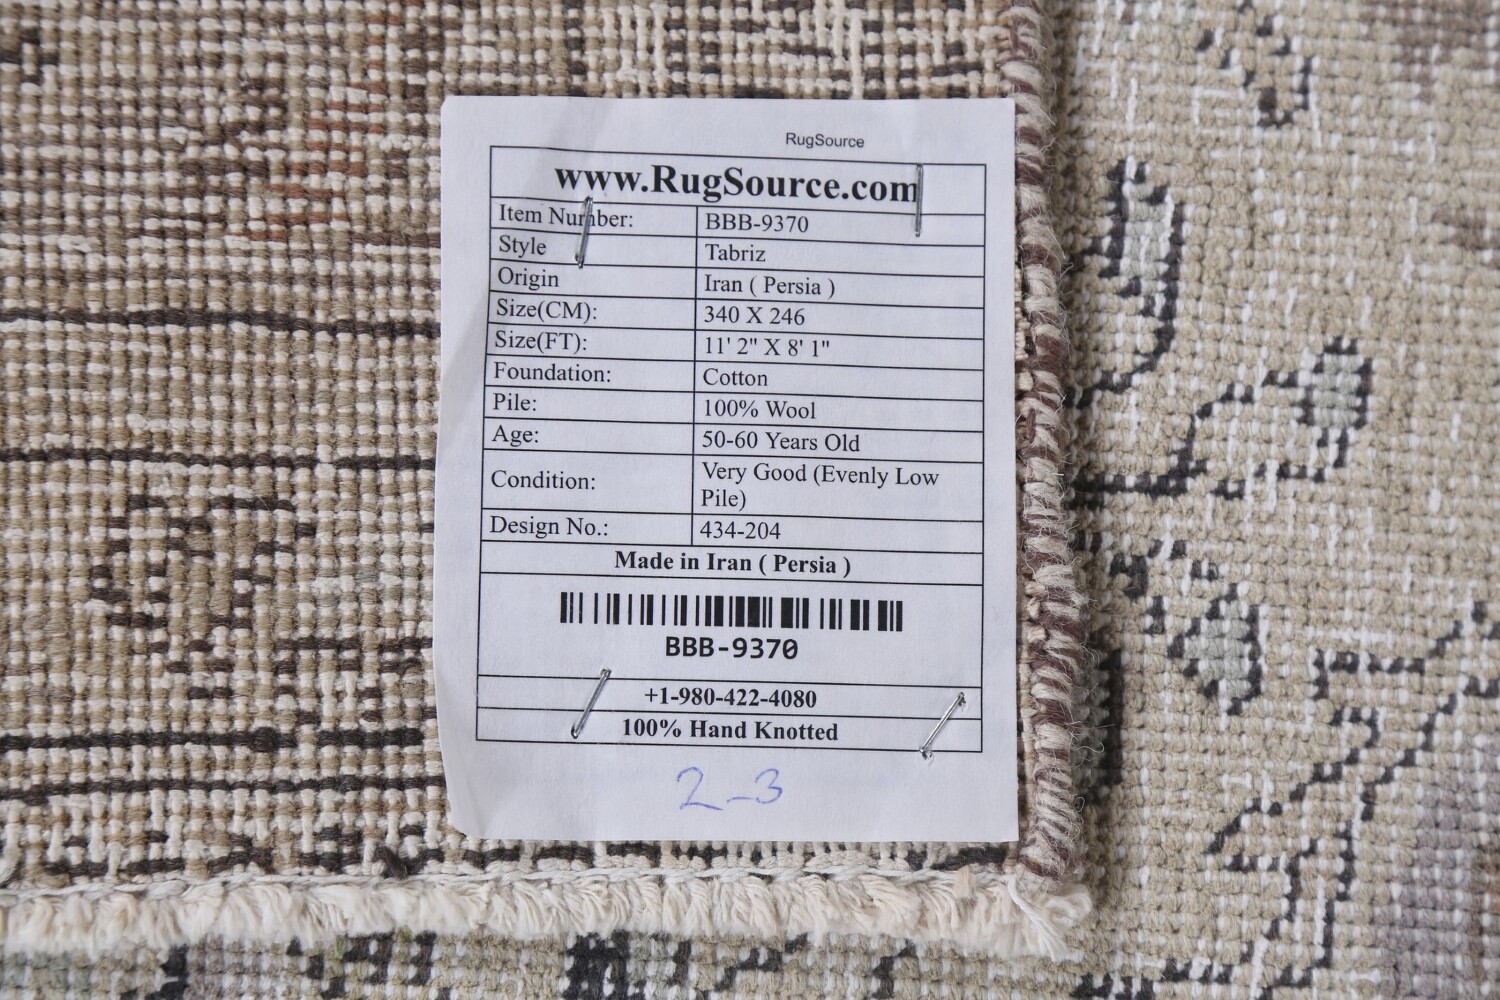 RugSource
www.RugSource.com
Item Number: BBB-9370
Style Tabriz
Origin Iran ( Persia )
Size(CM): 340 X 246
Size(FT): 11' 2" X 8' 1"
Foundation: Cotton
Pile: 100% Wool
Age: 50-60 Years Old
Condition: Very Good (Evenly Low
Pile)
Design No.: 434-204
Made in Iran ( Persia )
BBB-9370
+1-980-422-4080
100% Hand Knotted
2-3